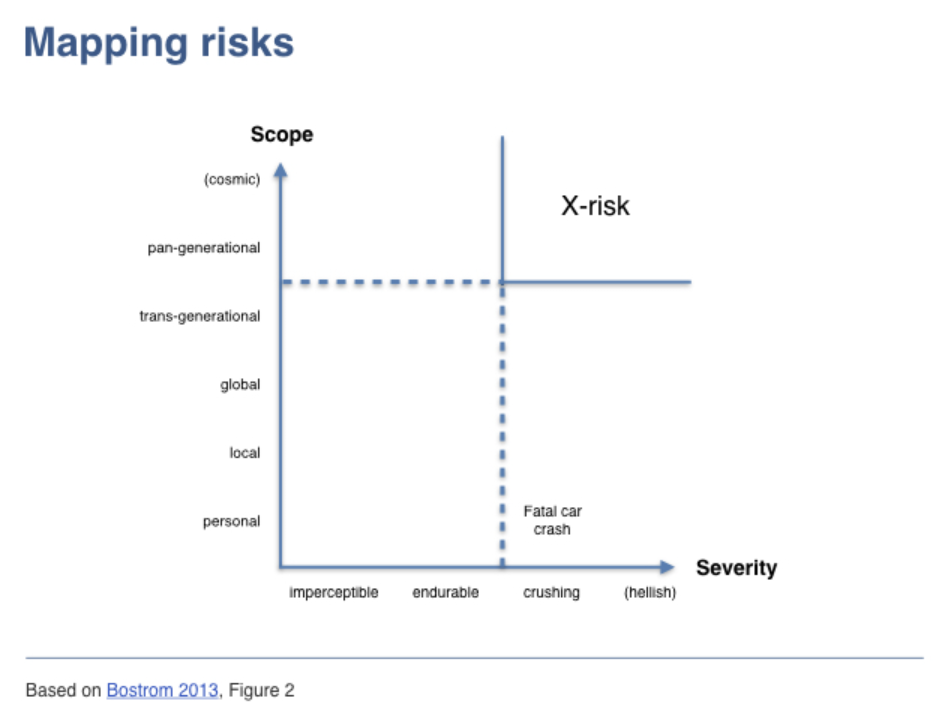 Mapping risks
Scope
(cosmic)
X-risk
pan-generational
trans-generational
global
local
personal
Fatal car
crash
Severity
imperceptible endurable crushing (hellish)
Based on Bostrom 2013, Figure 2